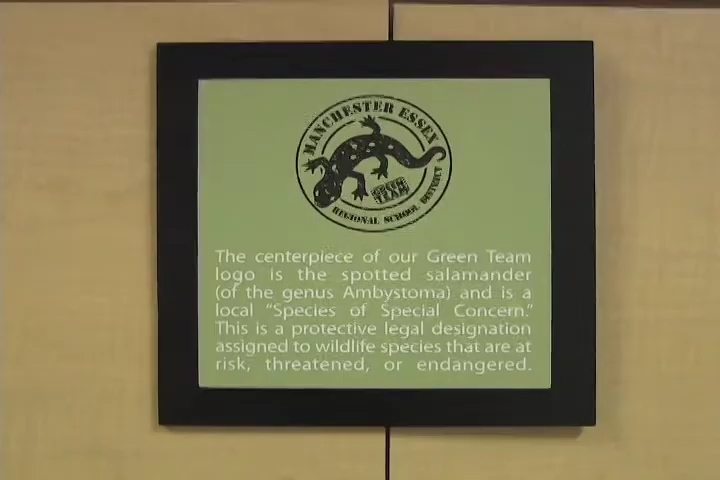 MANCHESTER ESSEX
GREEN
TEAM
REGIONAL SCHOOL DISTRICT
The centerpiece of our Green Team
logo is the spotted salamander
(of the genus Ambystoma) and is a
local “Species of Special Concern.”
This is a protective legal designation
assigned to wildlife species that are at
risk, threatened, or endangered.